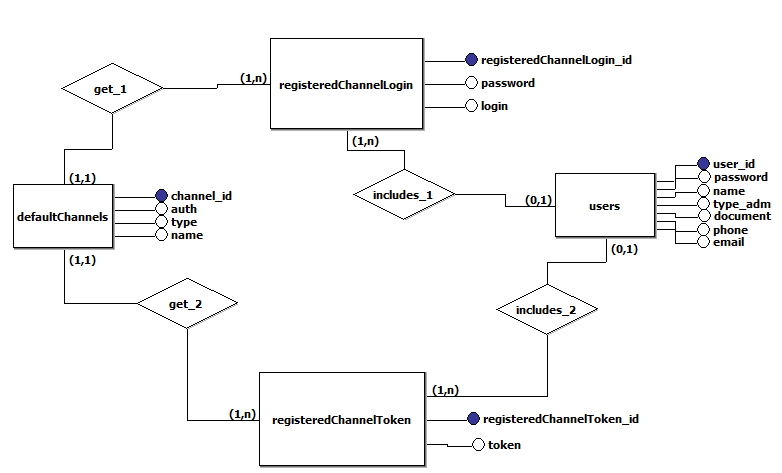 get_1
(1,n)
registeredChannelLogin
registeredChannelLogin_id
password
login
(1,n)
(1,1)
defaultChannels
channel_id
auth
type
name
(1,1)
includes_1
(0,1)
users
user_id
password
name
type_adm
document
phone
email
(0,1)
get_2
includes_2
(1,n)
registeredChannelToken
(1,n)
registeredChannelToken_id
token